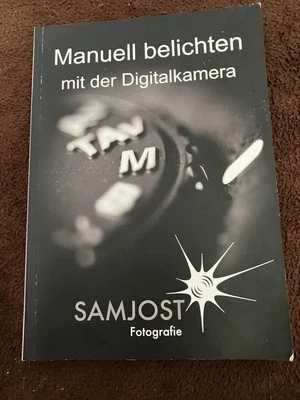 Manuell belichten
mit der Digitalkamera
TAv
M
B
SAMJOST
Fotografie